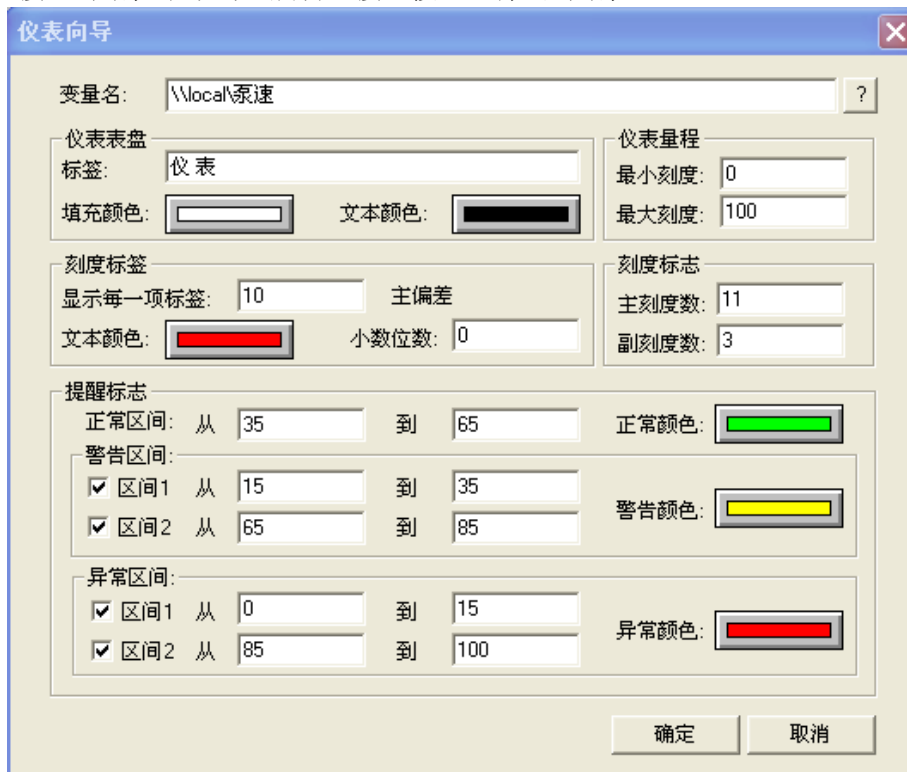 仪表向导
变量名: \\local\泵速 ?
仪表表盘
标签: 仪 表
填充颜色: 文本颜色:
仪表量程
最小刻度: 0
最大刻度: 100
刻度标签
显示每一项标签: 10 主偏差
文本颜色: 小数位数: 0
刻度标志
主刻度数: 11
副刻度数: 3
提醒标志
正常区间: 从 35 到 65 正常颜色:
警告区间:
区间1 从 15 到 35
区间2 从 65 到 85
警告颜色:
异常区间:
区间1 从 0 到 15
区间2 从 85 到 100
异常颜色:
确定 取消